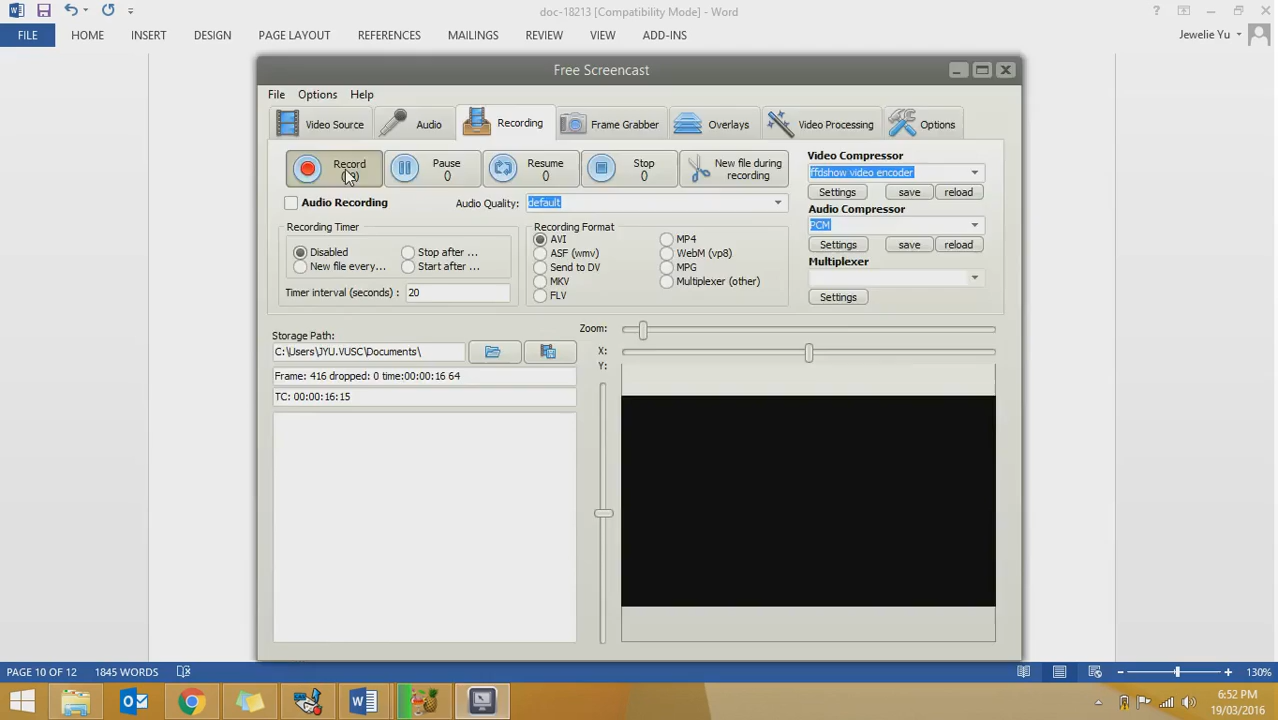 doc-18213 [Compatibility Mode] - Word
FILE HOME INSERT DESIGN PAGE LAYOUT REFERENCES MAILINGS REVIEW VIEW ADD-INS Jewelie Yu
Free Screencast
File Options Help
Video Source Audio Recording Frame Grabber Overlays Video Processing Options
Record
Pause
0
Resume
0
Stop
0
New file during
recording
Audio Recording
Audio Quality: default
Recording Timer
Disabled
Stop after ...
New file every...
Start after ...
Timer interval (seconds) : 20
Recording Format
AVI
MP4
ASF (wmv)
WebM (vp8)
Send to DV
MPG
MKV
Multiplexer (other)
FLV
Video Compressor
ffdshow video encoder
Settings save reload
Audio Compressor
PCM
Settings save reload
Multiplexer
Settings
Storage Path:
C:\Users\JYU.VUSC\Documents\
Frame: 416 dropped: 0 time:00:00:16 64
TC: 00:00:16:15
Zoom:
X:
Y:
PAGE 10 OF 12 1845 WORDS 130%
6:52 PM
19/03/2016